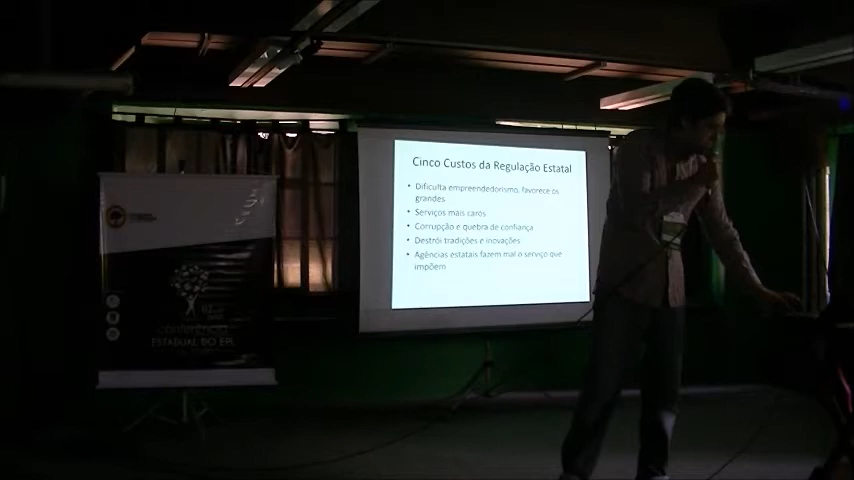 Cinco Custos da Regulação Estatal
• Dificulta empreendedorismo, favorece os
grandes
• Serviços mais caros
• Corrupção e quebra de confiança
• Destrói tradições e inovações
• Agências estatais fazem mal o serviço que
impõem
conferência
ESTADUAL DO EPL